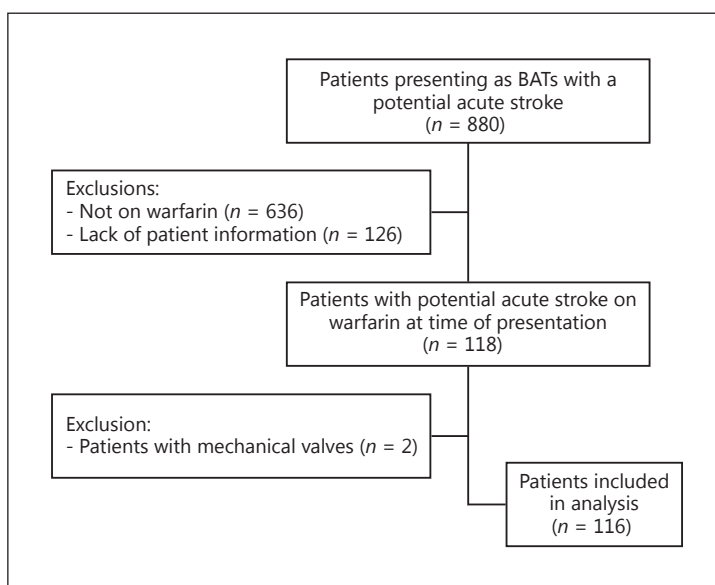 Patients presenting as BATs with a
potential acute stroke
(n = 880)
Exclusions:
- Not on warfarin (n = 636)
- Lack of patient information (n = 126)
Patients with potential acute stroke on
warfarin at time of presentation
(n = 118)
Exclusion:
- Patients with mechanical valves (n = 2)
Patients included
in analysis
(n = 116)